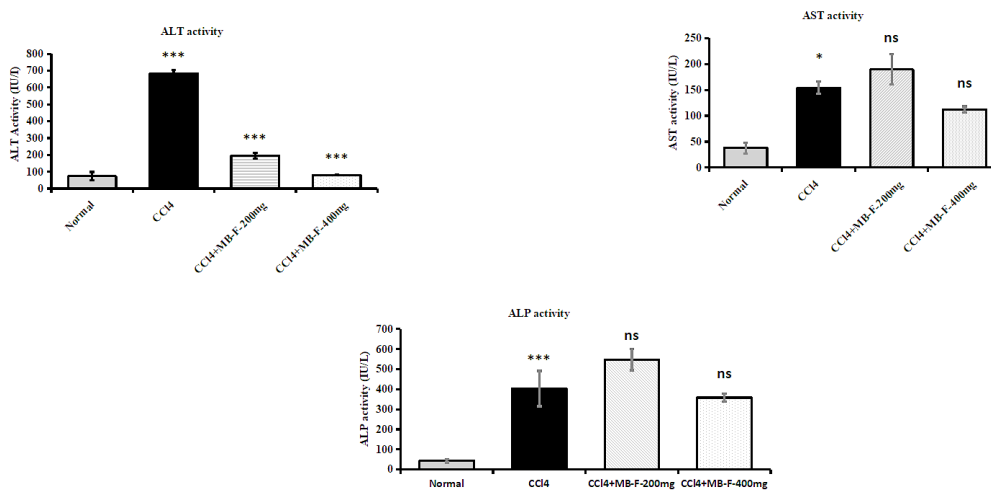 ALT activity
ALT Activity (IU/l)
800
700
600
500
400
300
200
100
0
***
***
***
Normal
CCl4
CCl4+MB-F-200mg
CCl4+MB-F-400mg
AST activity
AST activity (IU/L)
250
200
150
100
50
0
*
ns
ns
Normal
CCl4
CCl4+MB-F-200mg
CCl4+MB-F-400mg
ALP activity
ALP activity (IU/L)
700
600
500
400
300
200
100
0
***
ns
ns
Normal
CCl4
CCl4+MB-F-200mg
CCl4+MB-F-400mg